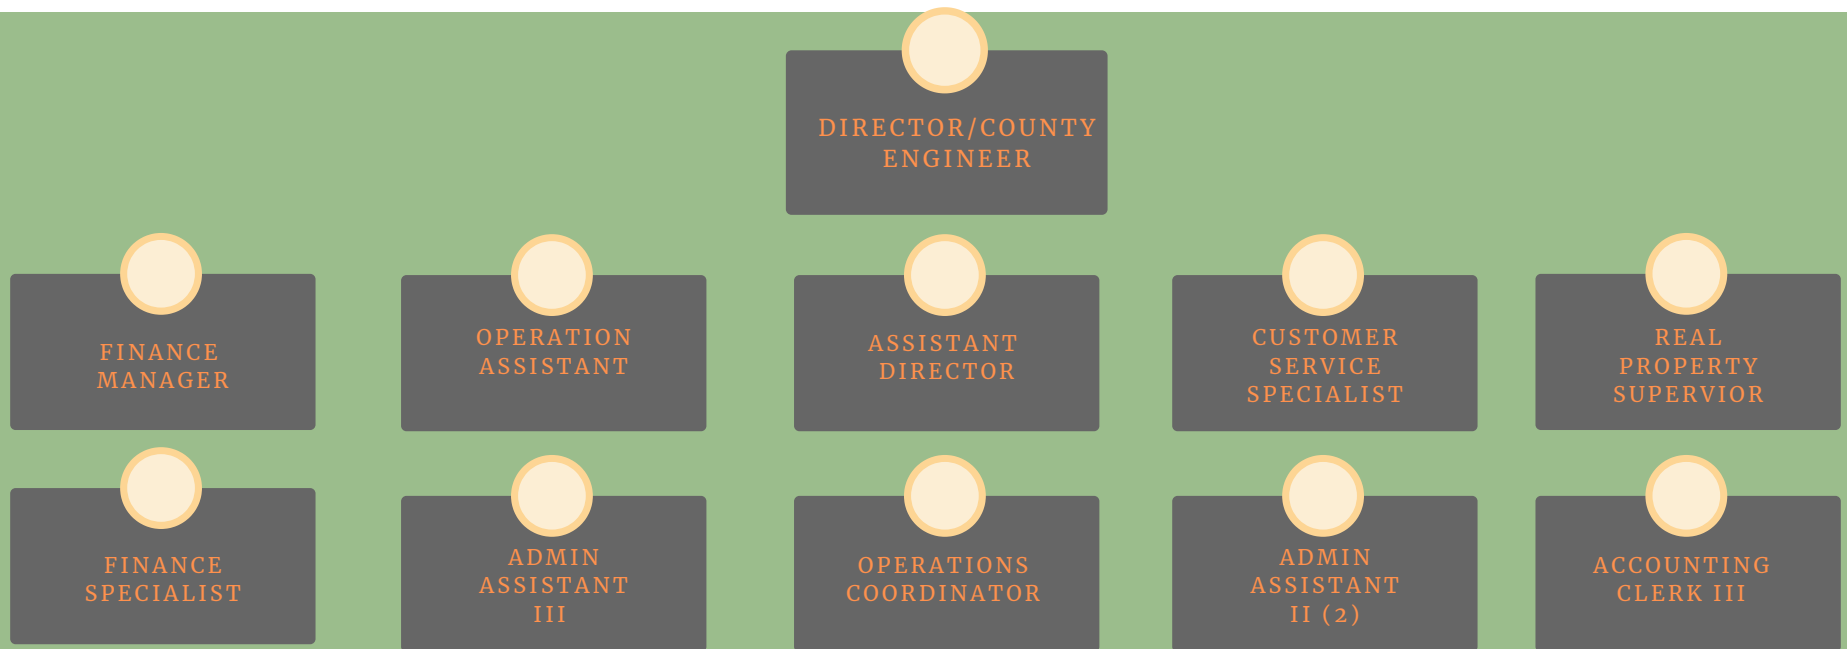 DIRECTOR/COUNTY
ENGINEER
FINANCE
MANAGER
OPERATION
ASSISTANT
ASSISTANT
DIRECTOR
CUSTOMER
SERVICE
SPECIALIST
REAL
PROPERTY
SUPERVIOR
FINANCE
SPECIALIST
ADMIN
ASSISTANT
III
OPERATIONS
COORDINATOR
ADMIN
ASSISTANT
II (2)
ACCOUNTING
CLERK III